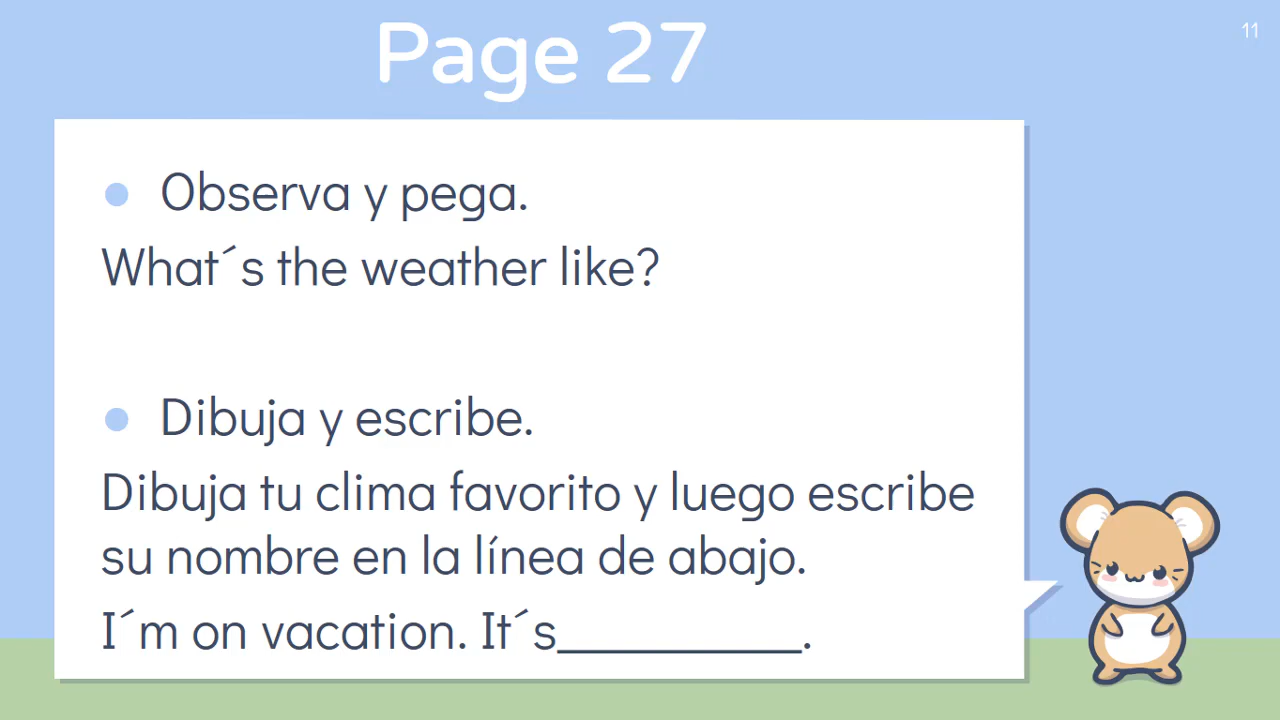 Page 27
11
● Observa y pega.
What´s the weather like?
● Dibuja y escribe.
Dibuja tu clima favorito y luego escribe
su nombre en la línea de abajo.
I´m on vacation. It´s__________.